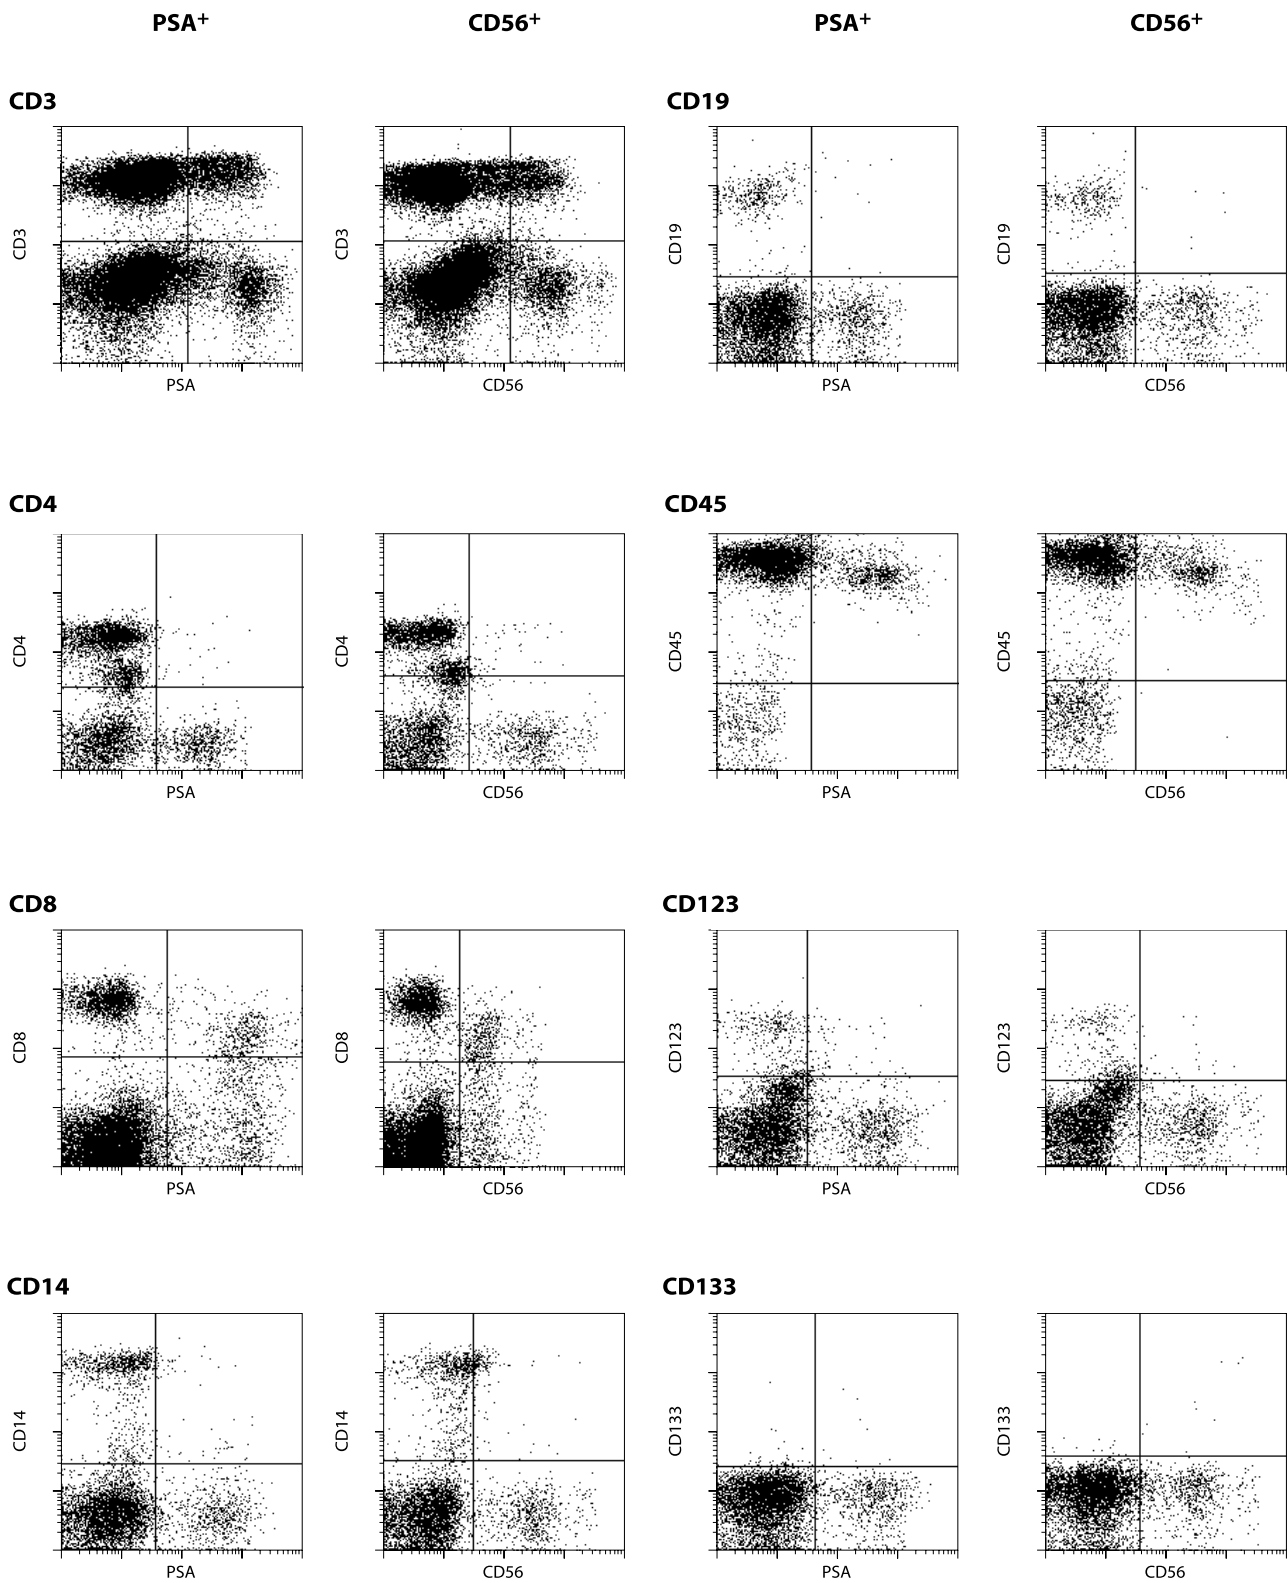 PSA+ CD56+ PSA+ CD56+
CD3 CD19
CD3 CD3 CD19 CD19
PSA CD56 PSA CD56
CD4 CD45
CD4 CD4 CD45 CD45
PSA CD56 PSA CD56
CD8 CD123
CD8 CD8 CD123 CD123
PSA CD56 PSA CD56
CD14 CD133
CD14 CD14 CD133 CD133
PSA CD56 PSA CD56